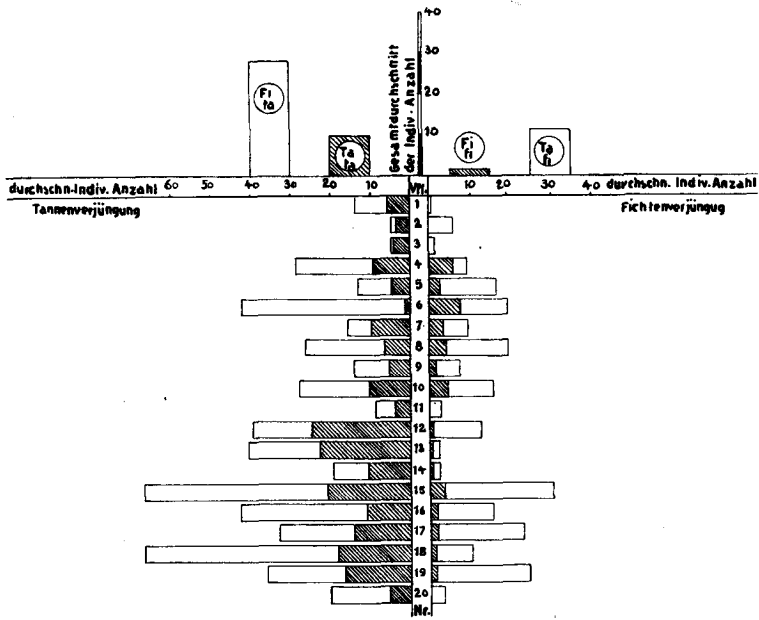 40
30
20
10
Gesamtdurchschnitt
der Indiv.-Anzahl
Fi
ta
Ta
ta
Fi
fi
Ta
fi
durchschn.Indiv.Anzahl 60 50 40 30 20 10 Vfl. 10 20 30 40 durchschn. Indiv.Anzahl
Tannenverjüngung
Fichtenverjüngug
1
2
3
4
5
6
7
8
9
10
11
12
13
14
15
16
17
18
19
20
Nr.